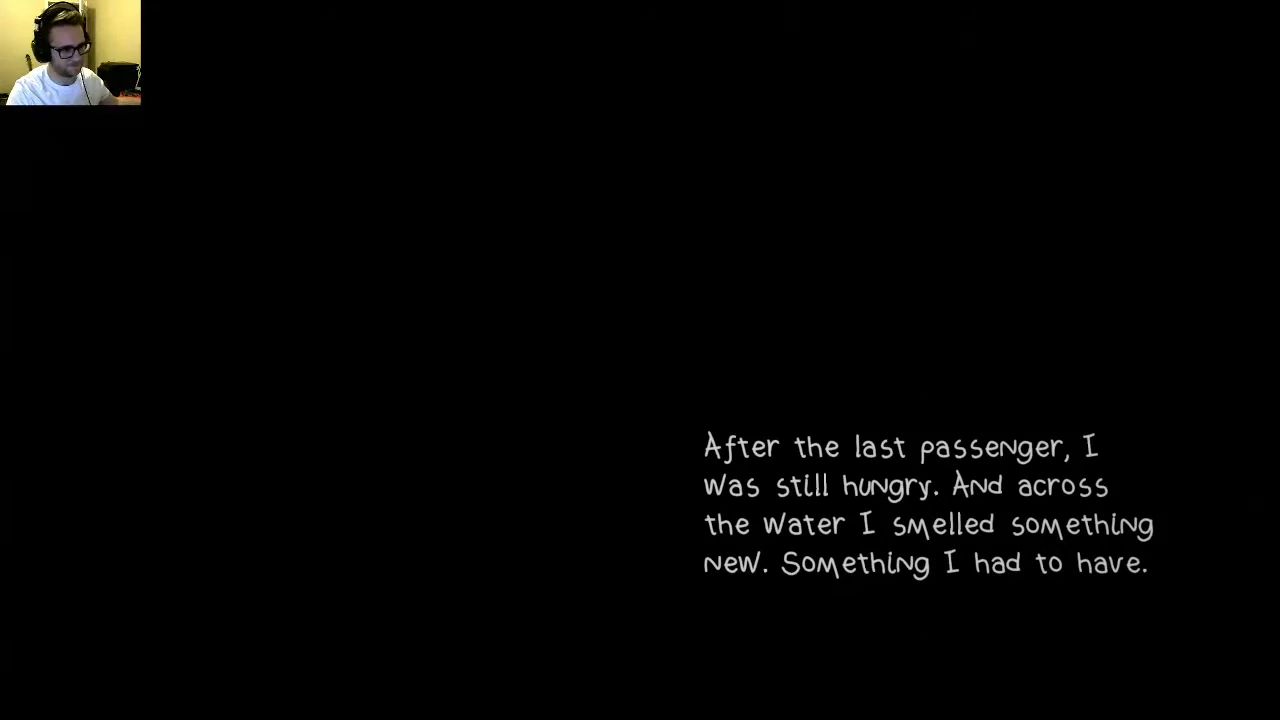 After the last passenger, I
was still hungry. And across
the water I smelled something
new. Something I had to have.